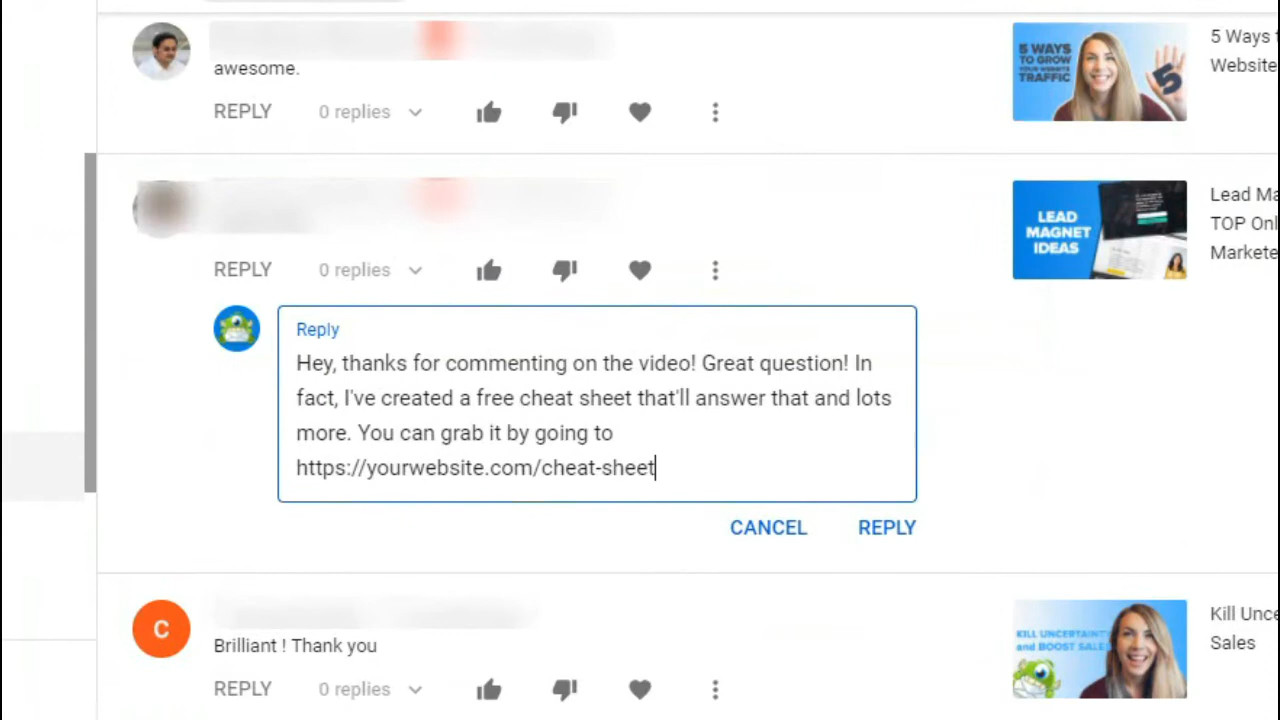 awesome.
REPLY 0 replies
5 WAYS
TO GROW
YOUR WEBSITE
TRAFFIC
5
5 Ways
Website
REPLY 0 replies
LEAD
MAGNET
IDEAS
Lead Ma
TOP Onl
Markete
Reply
Hey, thanks for commenting on the video! Great question! In
fact, I've created a free cheat sheet that'll answer that and lots
more. You can grab it by going to
https://yourwebsite.com/cheat-sheet
CANCEL REPLY
C
Brilliant ! Thank you
REPLY 0 replies
KILL UNCERTAINTY
and BOOST SALE
Kill Unce
Sales